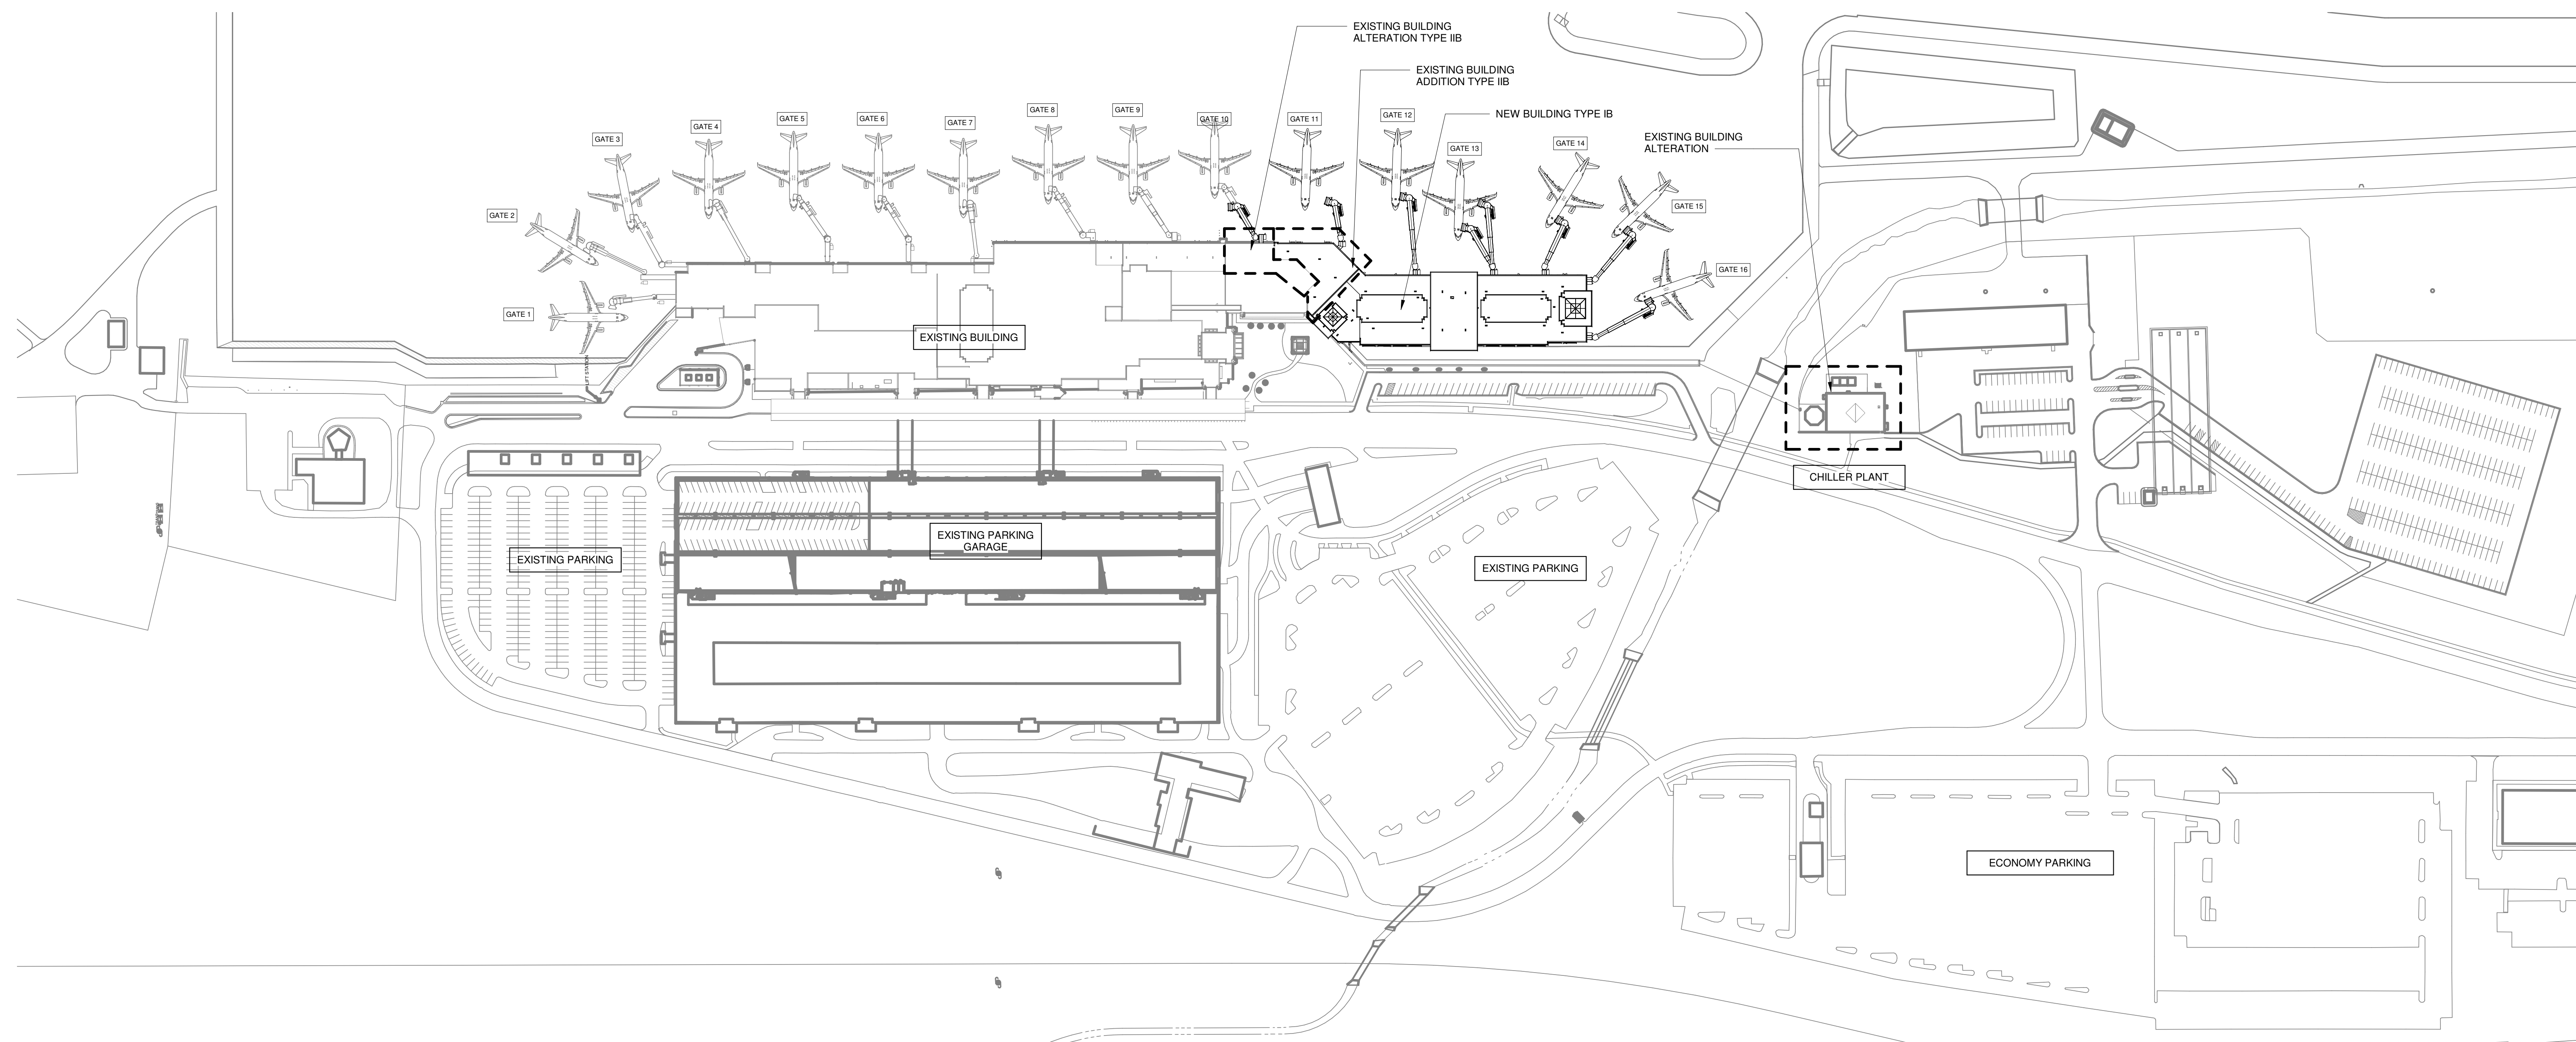 EXISTING BUILDING
ALTERATION TYPE IIB
EXISTING BUILDING
ADDITION TYPE IIB
NEW BUILDING TYPE IB
EXISTING BUILDING
ALTERATION
GATE 1
GATE 2
GATE 3
GATE 4
GATE 5
GATE 6
GATE 7
GATE 8
GATE 9
GATE 10
GATE 11
GATE 12
GATE 13
GATE 14
GATE 15
GATE 16
EXISTING BUILDING
LIFT STATION
CHILLER PLANT
EXISTING PARKING
GARAGE
EXISTING PARKING
EXISTING PARKING
ECONOMY PARKING